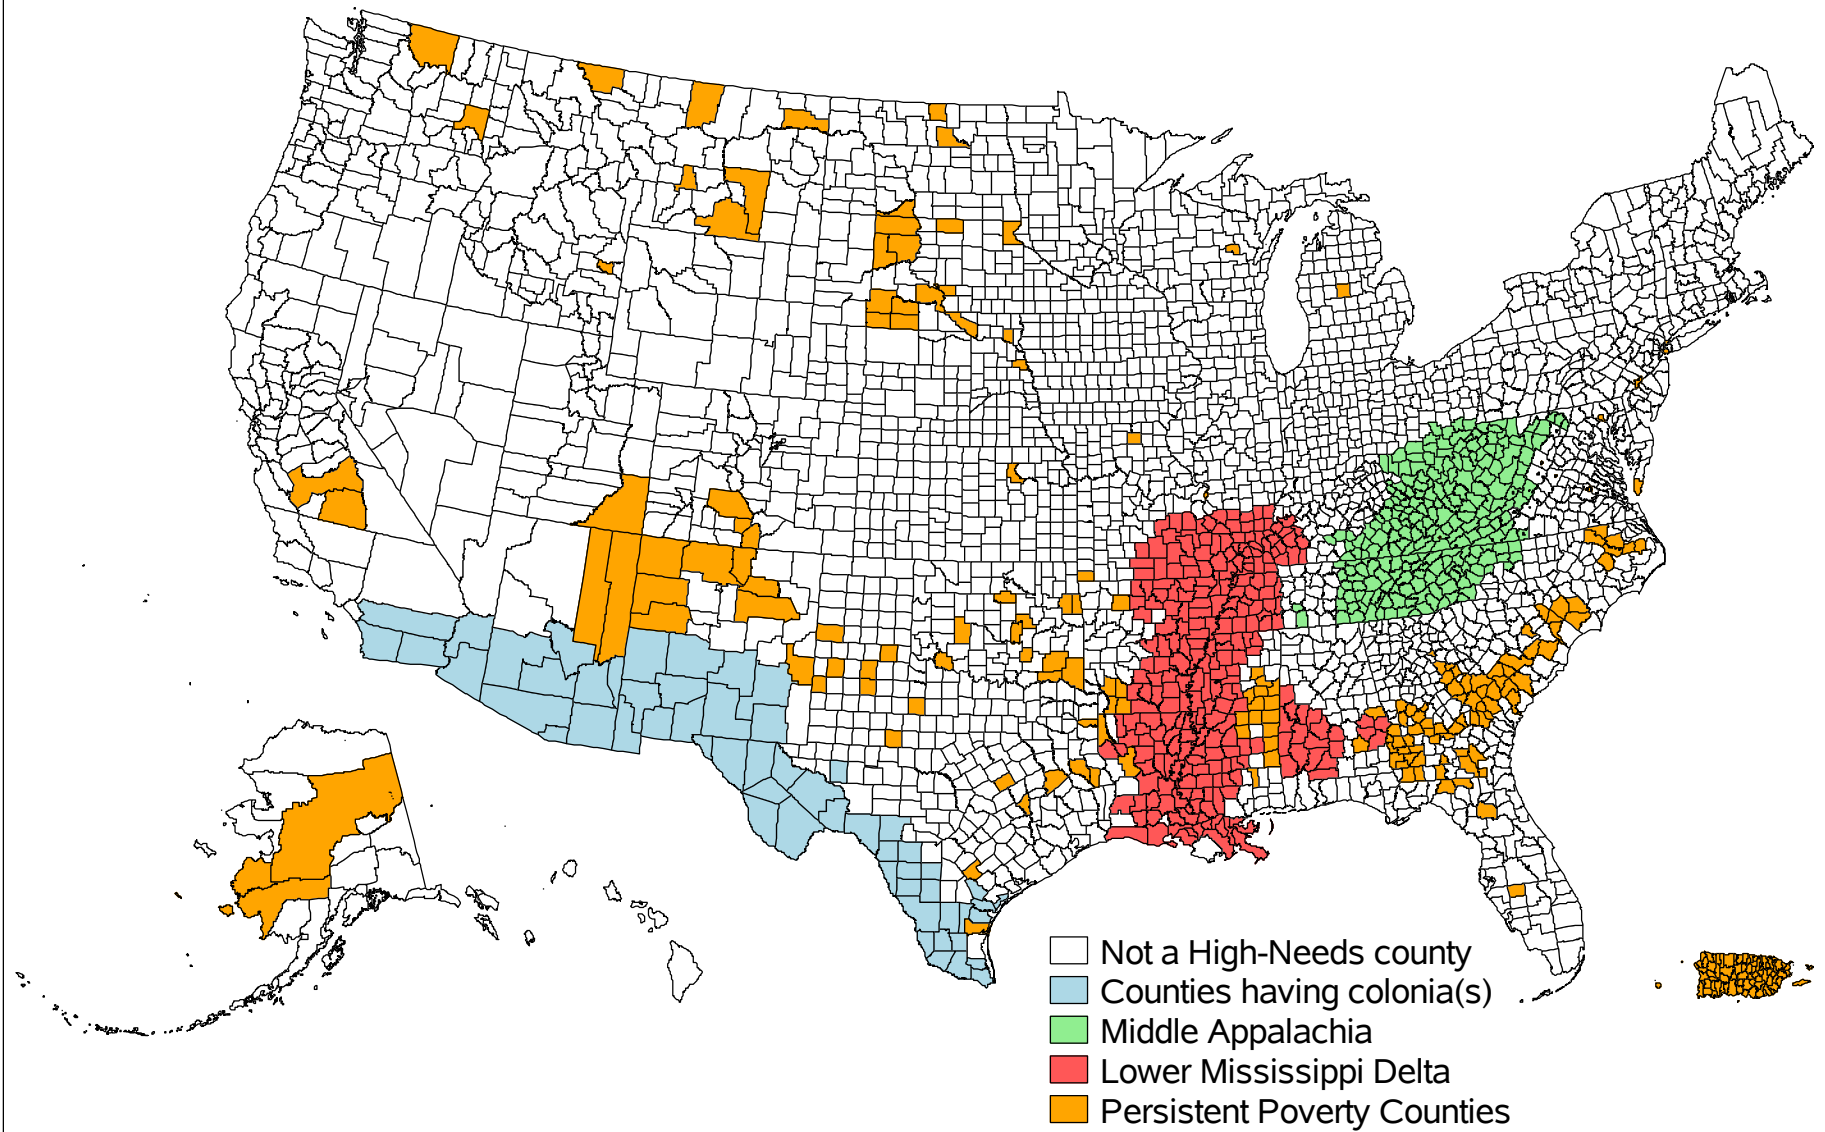 Not a High-Needs county
Counties having colonia(s)
Middle Appalachia
Lower Mississippi Delta
Persistent Poverty Counties